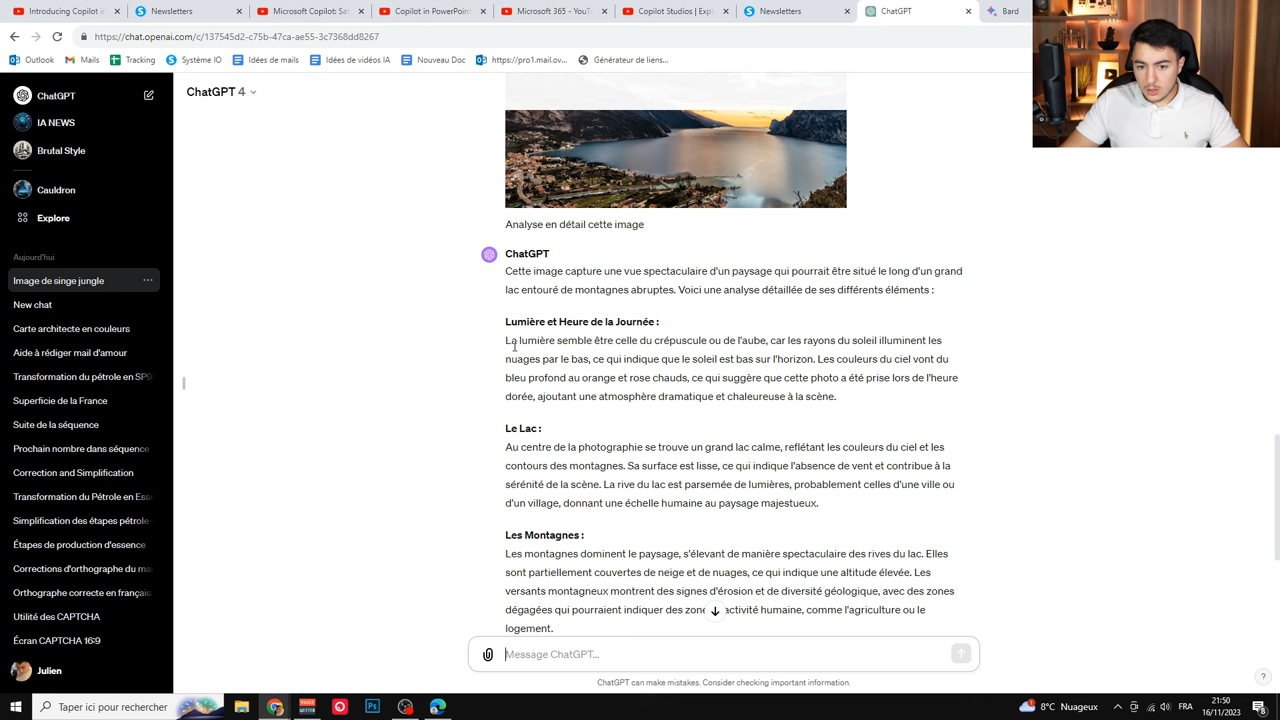 Introducing Copilot in
Newsletters
Microsoft Copilot: Sat
Copilot in PowerPoint
Microsoft 365 - YouT
Copilot Studios | Expl
Newsletters
ChatGPT
Bard
https://chat.openai.com/c/137545d2-c75b-47ca-ae55-3c7368dd8267
Outlook
Mails
Tracking
Système IO
Idées de mails
Idées de vidéos IA
Nouveau Doc
https://pro1.mail.ov...
Générateur de liens...
ChatGPT
IA NEWS
Brutal Style
Cauldron
Explore
Aujourd'hui
Image de singe jungle
New chat
Carte architecte en couleurs
Aide à rédiger mail d'amour
Transformation du pétrole en SP9
Superficie de la France
Suite de la séquence
Prochain nombre dans séquence
Correction and Simplification
Transformation du Pétrole en Ess
Simplification des étapes pétrole
Étapes de production d'essence
Corrections d'orthographe du ma
Orthographe correcte en français
Utilité des CAPTCHA
Écran CAPTCHA 16:9
Julien
ChatGPT 4
Analyse en détail cette image
ChatGPT
Cette image capture une vue spectaculaire d'un paysage qui pourrait être situé le long d'un grand
lac entouré de montagnes abruptes. Voici une analyse détaillée de ses différents éléments :
Lumière et Heure de la Journée :
La lumière semble être celle du crépuscule ou de l'aube, car les rayons du soleil illuminent les
nuages par le bas, ce qui indique que le soleil est bas sur l'horizon. Les couleurs du ciel vont du
bleu profond au orange et rose chauds, ce qui suggère que cette photo a été prise lors de l'heure
dorée, ajoutant une atmosphère dramatique et chaleureuse à la scène.
Le Lac :
Au centre de la photographie se trouve un grand lac calme, reflétant les couleurs du ciel et les
contours des montagnes. Sa surface est lisse, ce qui indique l'absence de vent et contribue à la
sérénité de la scène. La rive du lac est parsemée de lumières, probablement celles d'une ville ou
d'un village, donnant une échelle humaine au paysage majestueux.
Les Montagnes :
Les montagnes dominent le paysage, s'élevant de manière spectaculaire des rives du lac. Elles
sont partiellement couvertes de neige et de nuages, ce qui indique une altitude élevée. Les
versants montagneux montrent des signes d'érosion et de diversité géologique, avec des zones
dégagées qui pourraient indiquer des zone activité humaine, comme l'agriculture ou le
logement.
Message ChatGPT...
ChatGPT can make mistakes. Consider checking important information.
?
Taper ici pour rechercher
Ps
8°C Nuageux
FRA
21:50
16/11/2023
8